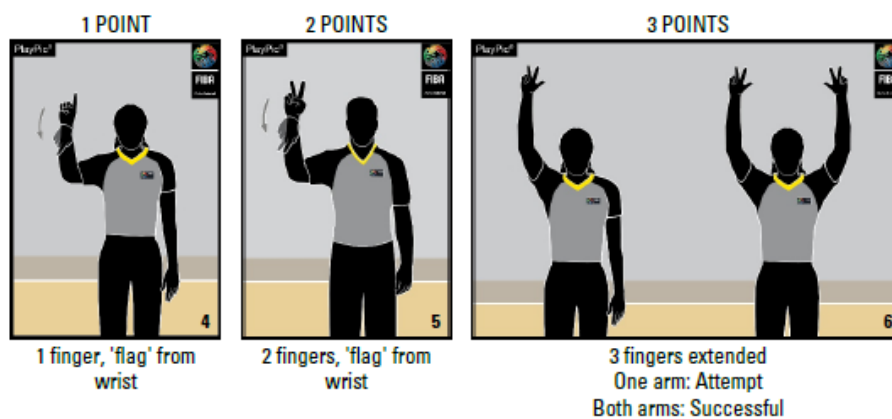 1 POINT
PlayPic®
FIBA
4
1 finger, 'flag' from
wrist
2 POINTS
PlayPic®
FIBA
5
2 fingers, 'flag' from
wrist
3 POINTS
PlayPic®
FIBA
6
3 fingers extended
One arm: Attempt
Both arms: Successful